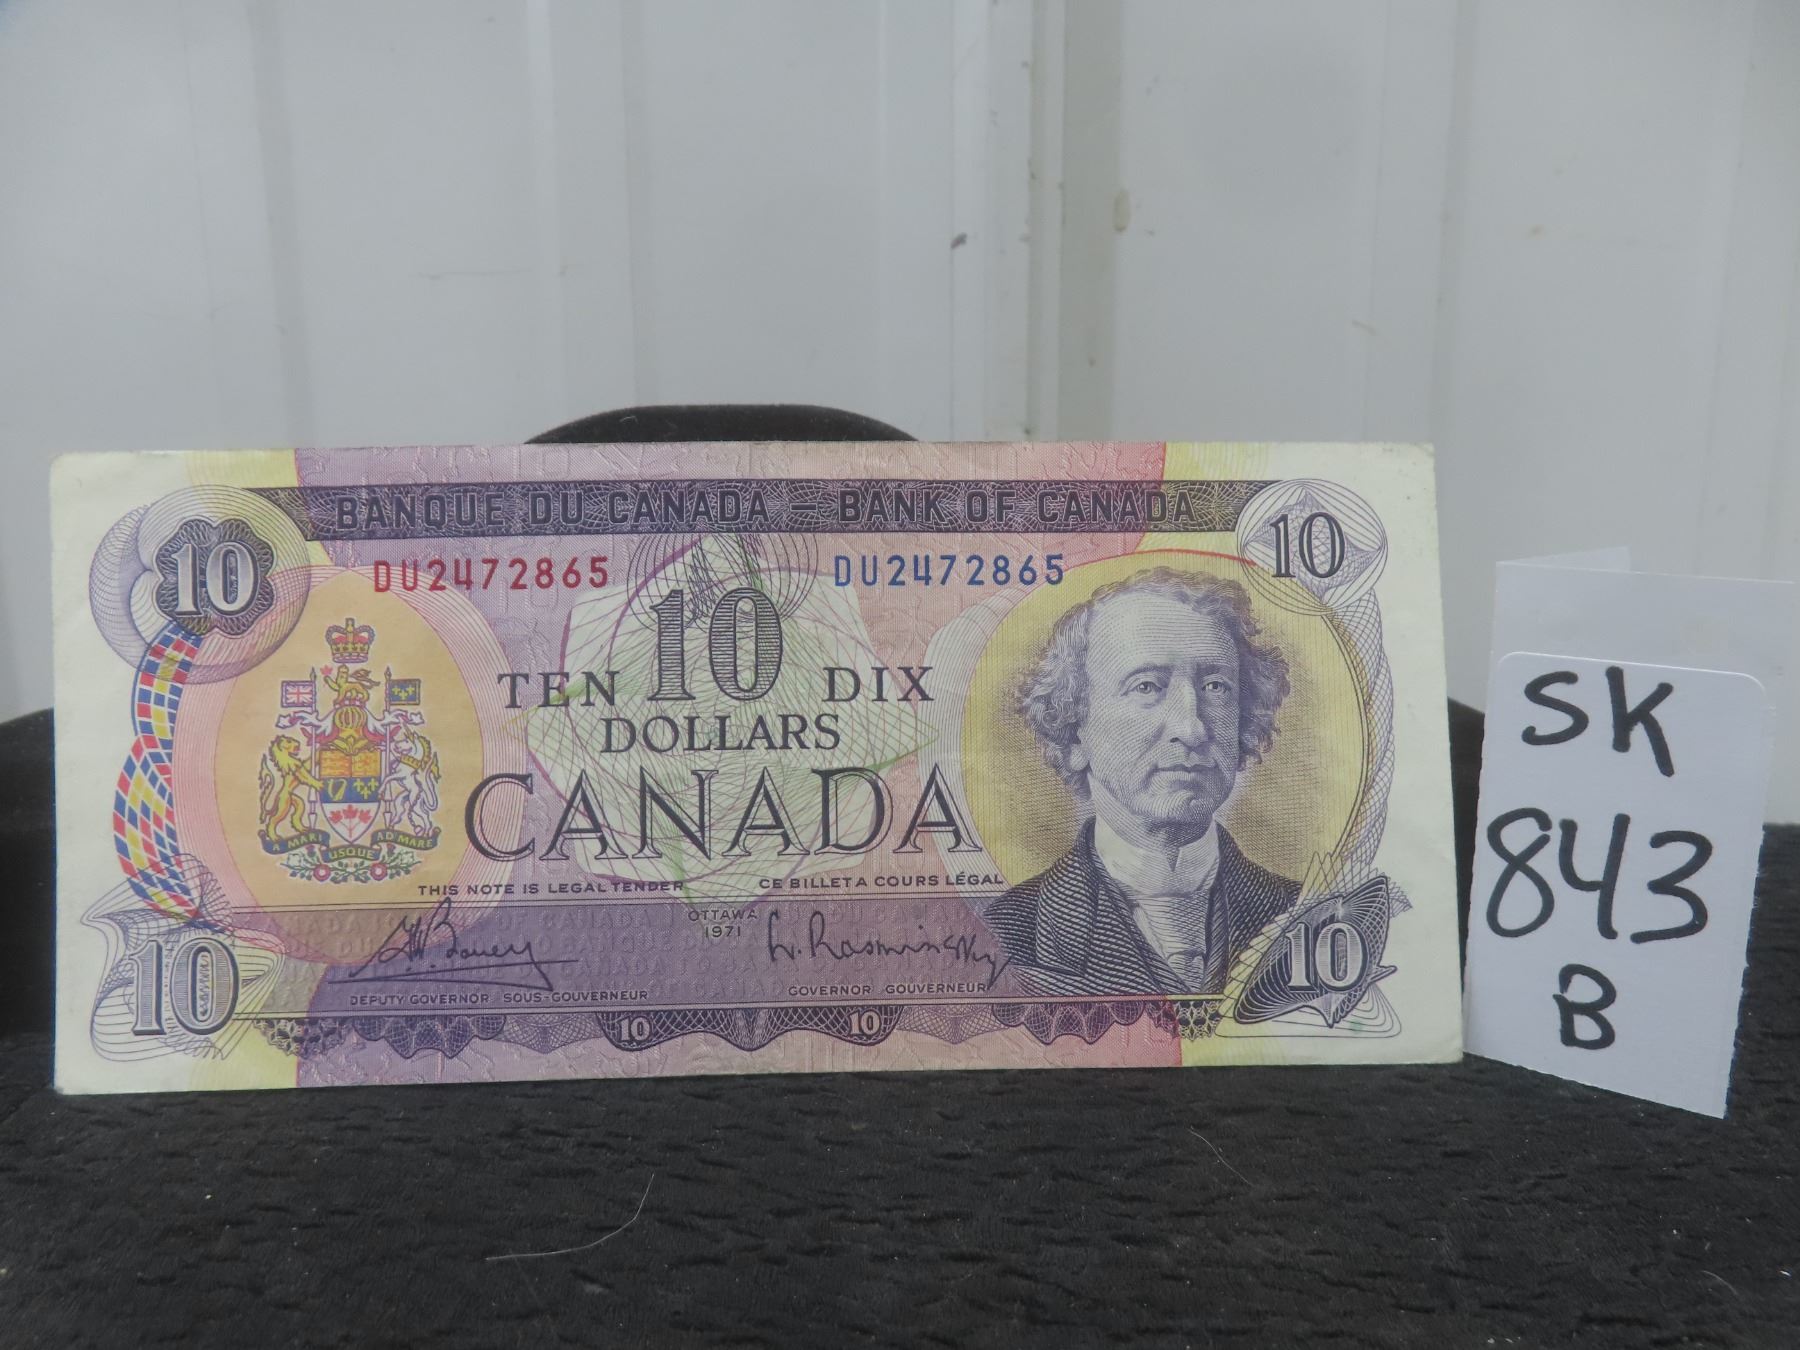 BANQUE DU CANADA – BANK OF CANADA
10
10
DU2472865
DU2472865
TEN 10 DIX
DOLLARS
CANADA
A MARI USQUE AD MARE
THIS NOTE IS LEGAL TENDER
CE BILLET A COURS LÉGAL
OTTAWA
1971
L. Rasminsky
DEPUTY GOVERNOR SOUS-GOUVERNEUR
GOVERNOR GOUVERNEUR
10
10
10
10
SK
843
B